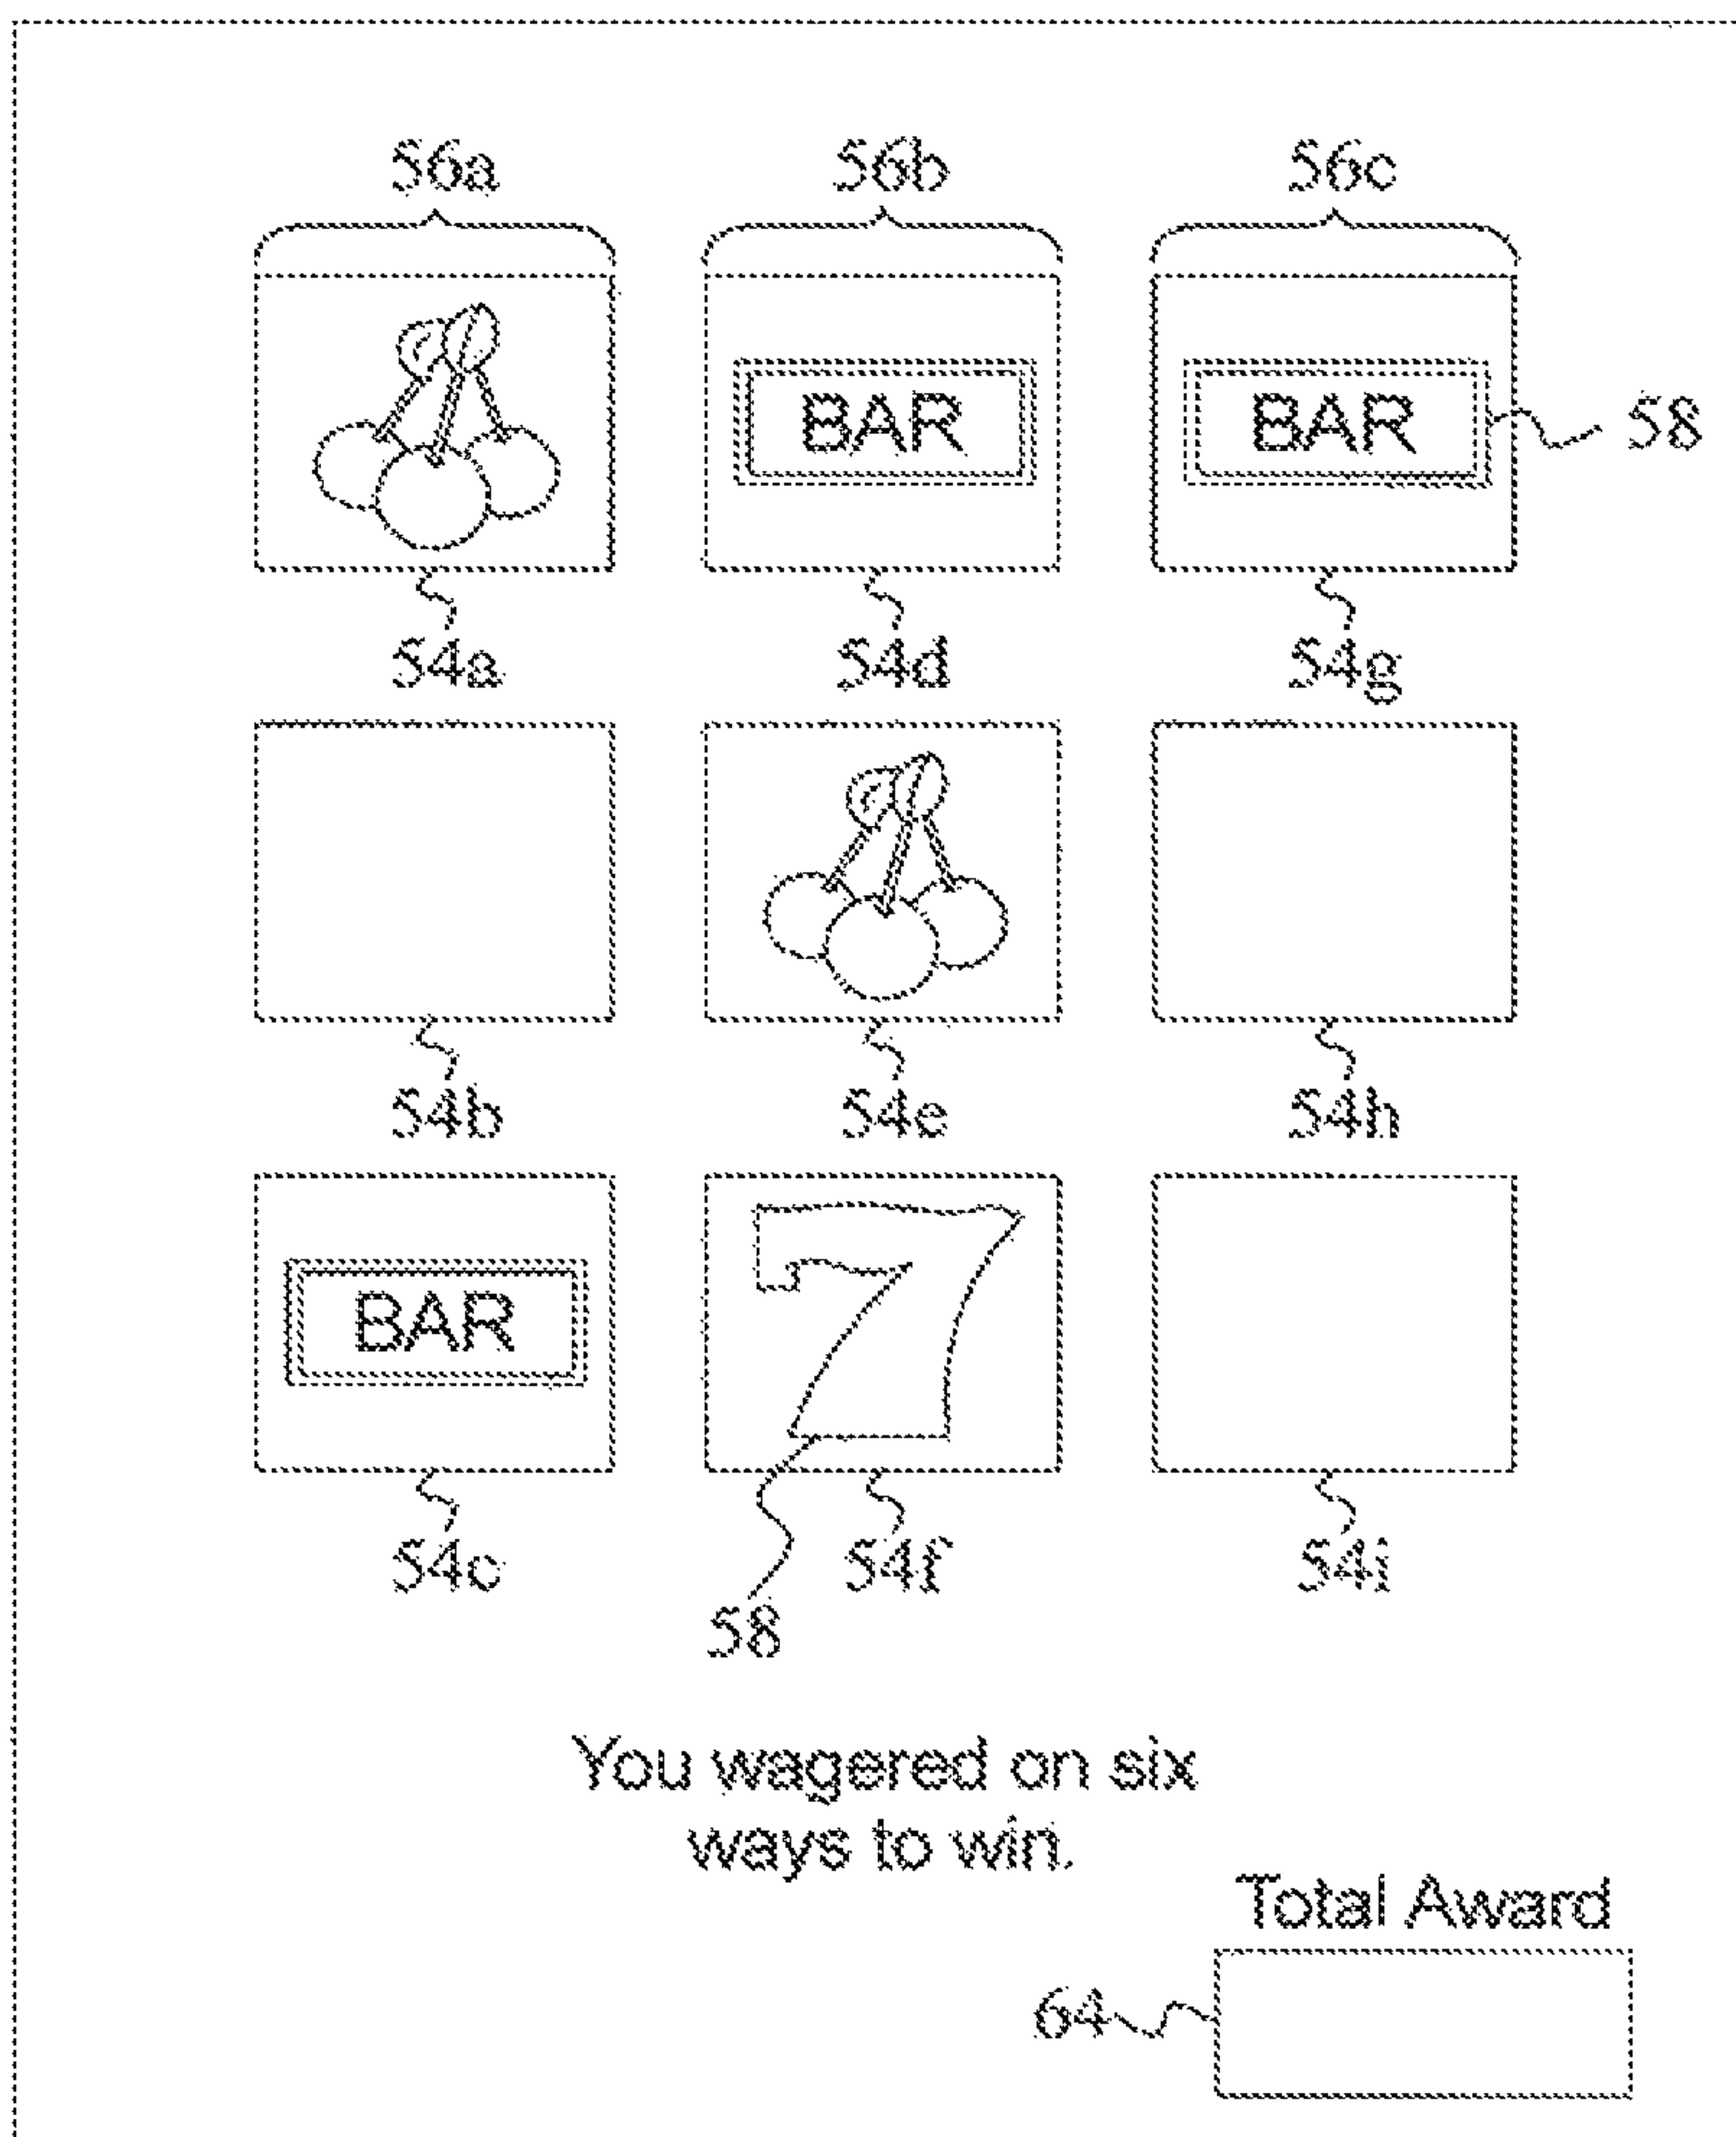 56a 56b 56c
BAR BAR 58
54a 54d 54g
54b 54e 54h
BAR 7
54c 54f 54i
58
You wagered on six
ways to win.
Total Award
64